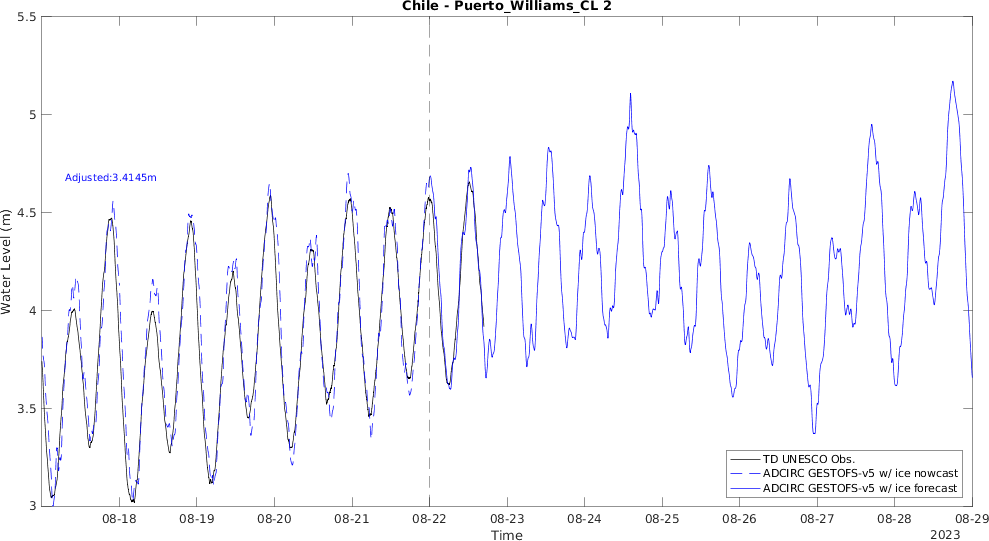 Chile - Puerto_Williams_CL 2
5.5
5
4.5
4
3.5
3
Water Level (m)
Adjusted:3.4145m
TD UNESCO Obs.
ADCIRC GESTOFS-v5 w/ ice nowcast
ADCIRC GESTOFS-v5 w/ ice forecast
08-18 08-19 08-20 08-21 08-22 08-23 08-24 08-25 08-26 08-27 08-28 08-29
Time
2023